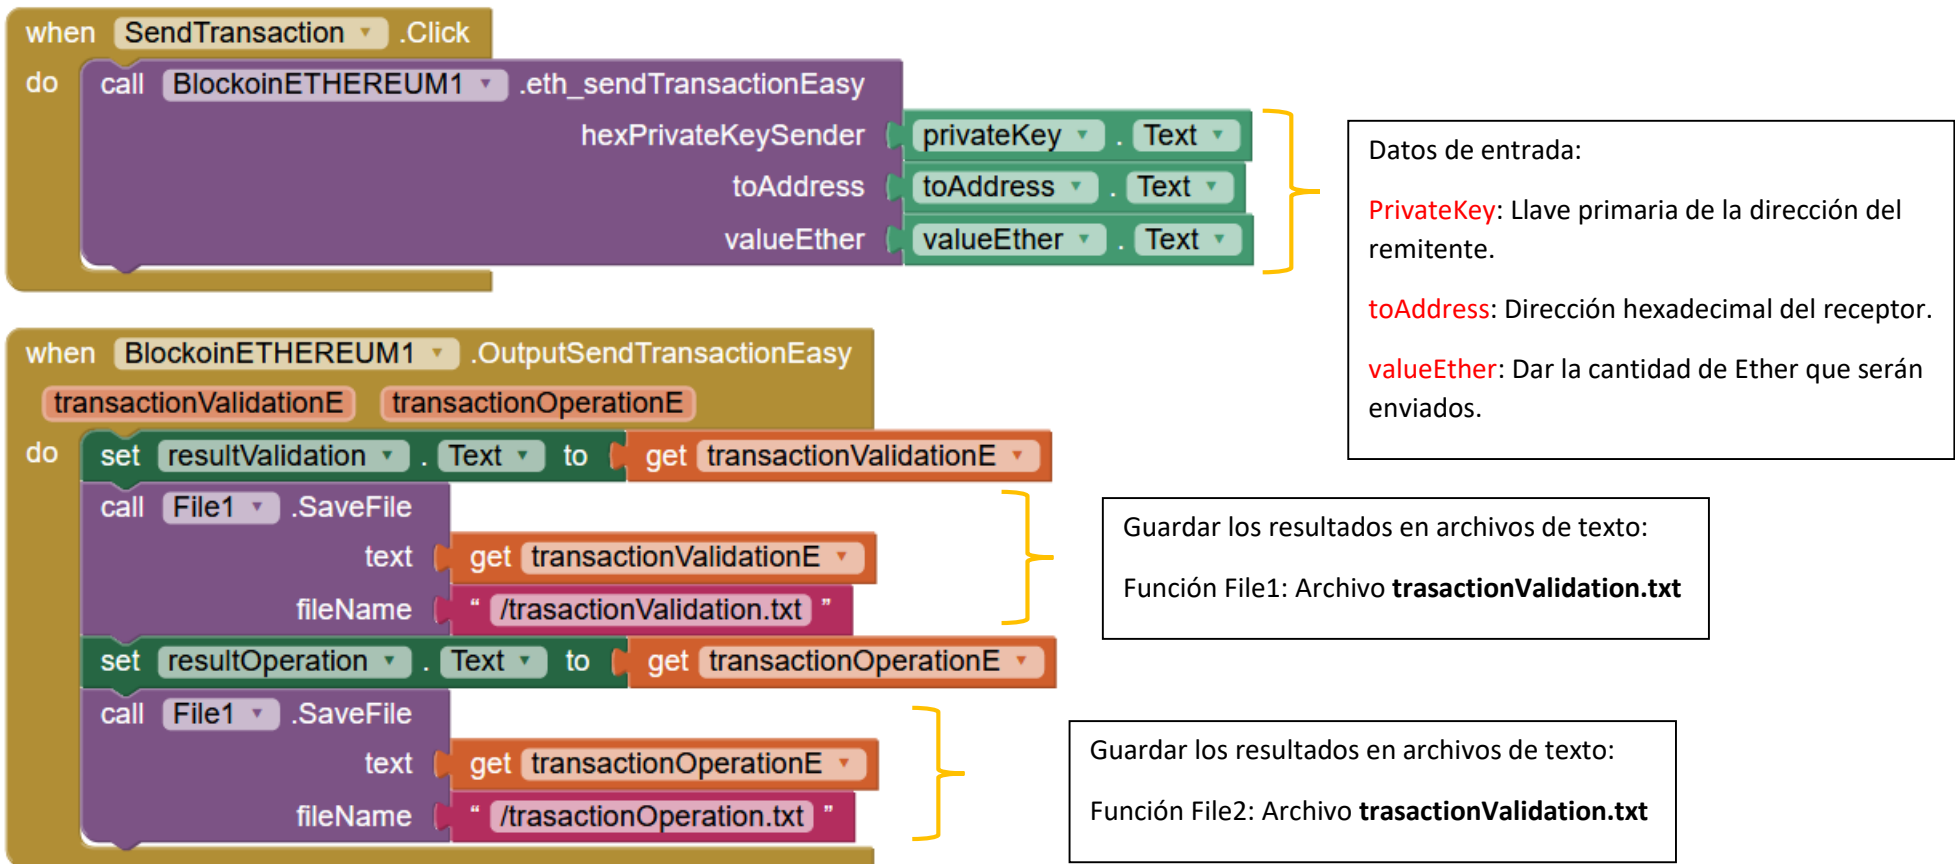 when SendTransaction .Click
do call BlockoinETHEREUM1 .eth_sendTransactionEasy
hexPrivateKeySender privateKey . Text
toAddress toAddress . Text
valueEther valueEther . Text
Datos de entrada:
PrivateKey: Llave primaria de la dirección del
remitente.
toAddress: Dirección hexadecimal del receptor.
valueEther: Dar la cantidad de Ether que serán
enviados.
when BlockoinETHEREUM1 .OutputSendTransactionEasy
transactionValidationE transactionOperationE
do set resultValidation . Text to get transactionValidationE
call File1 .SaveFile
text get transactionValidationE
fileName “ /trasactionValidation.txt ”
Guardar los resultados en archivos de texto:
Función File1: Archivo trasactionValidation.txt
set resultOperation . Text to get transactionOperationE
call File1 .SaveFile
text get transactionOperationE
fileName “ /trasactionOperation.txt ”
Guardar los resultados en archivos de texto:
Función File2: Archivo trasactionValidation.txt